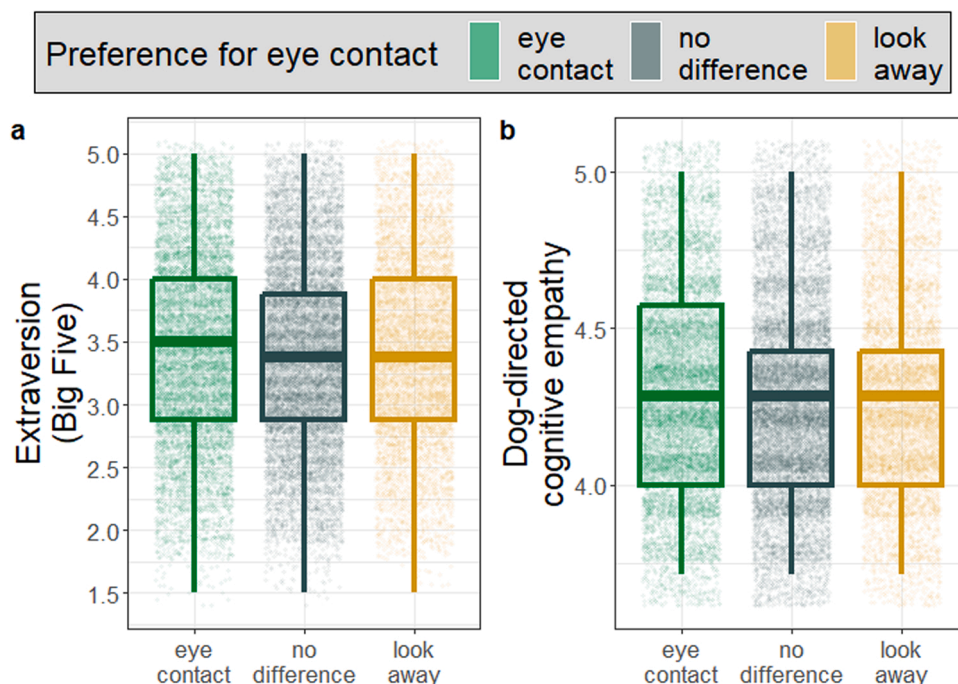 Preference for eye contact
eye
contact
no
difference
look
away
a
b
Extraversion
(Big Five)
5.0
4.5
4.0
3.5
3.0
2.5
2.0
1.5
eye
contact
no
difference
look
away
Dog-directed
cognitive empathy
5.0
4.5
4.0
eye
contact
no
difference
look
away